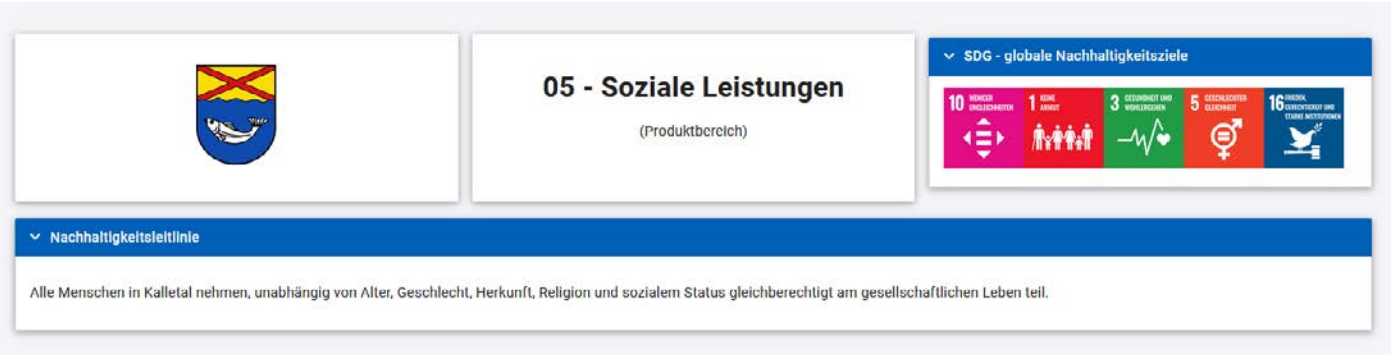 05 - Soziale Leistungen
(Produktbereich)
SDG - globale Nachhaltigkeitsziele
10 WENIGER UNGLEICHHEITEN
1 KEINE ARMUT
3 GESUNDHEIT UND WOHLERGEHEN
5 GESCHLECHTER GLEICHHEIT
16 FRIEDEN, GERECHTIGKEIT UND STARKE INSTITUTIONEN
Nachhaltigkeitsleitlinie
Alle Menschen in Kalletal nehmen, unabhängig von Alter, Geschlecht, Herkunft, Religion und sozialem Status gleichberechtigt am gesellschaftlichen Leben teil.